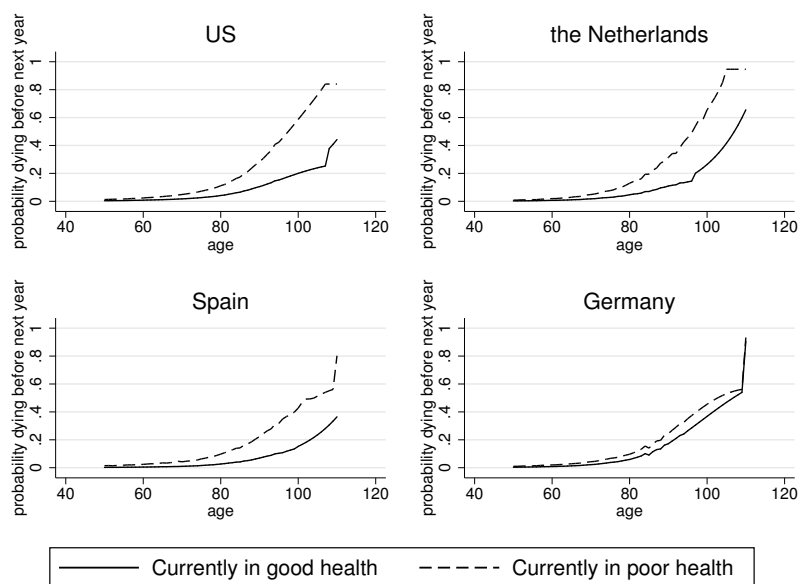 US
probability dying before next year
0 .2 .4 .6 .8 1
40 60 80 100 120
age
the Netherlands
probability dying before next year
0 .2 .4 .6 .8 1
40 60 80 100 120
age
Spain
probability dying before next year
0 .2 .4 .6 .8 1
40 60 80 100 120
age
Germany
probability dying before next year
0 .2 .4 .6 .8 1
40 60 80 100 120
age
Currently in good health
Currently in poor health